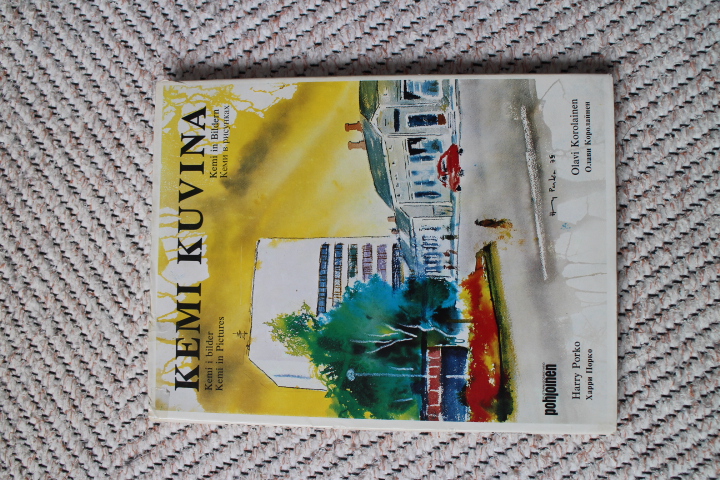 KEMI KUVINA
Kemi i bilder
Kemi in Pictures
Kemi in Bildern
Кеми в рисунках
Harry Porko 75
pohjoinen
Harry Porko
Харри Порко
Olavi Korolainen
Олави Королайнен